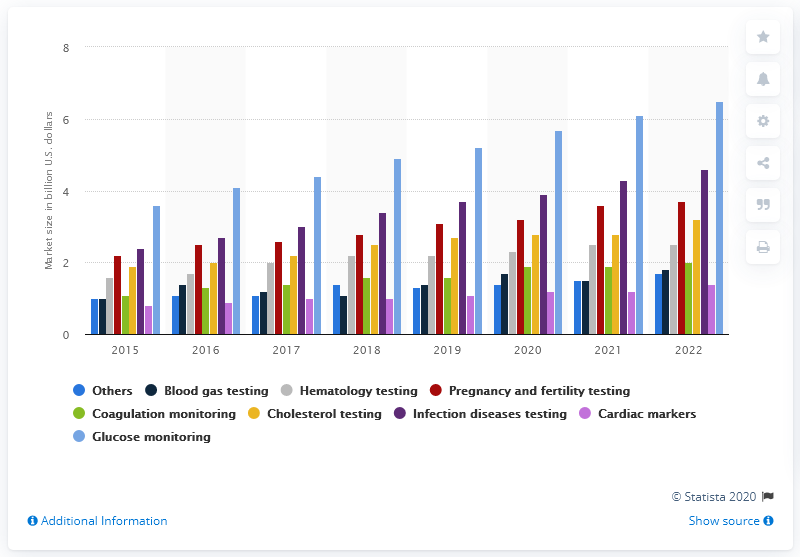 8
6
4
2
0
Market size in billion U.S. dollars
2015 2016 2017 2018 2019 2020 2021 2022
Others Blood gas testing Hematology testing Pregnancy and fertility testing
Coagulation monitoring Cholesterol testing Infection diseases testing Cardiac markers
Glucose monitoring
© Statista 2020
Additional Information Show source